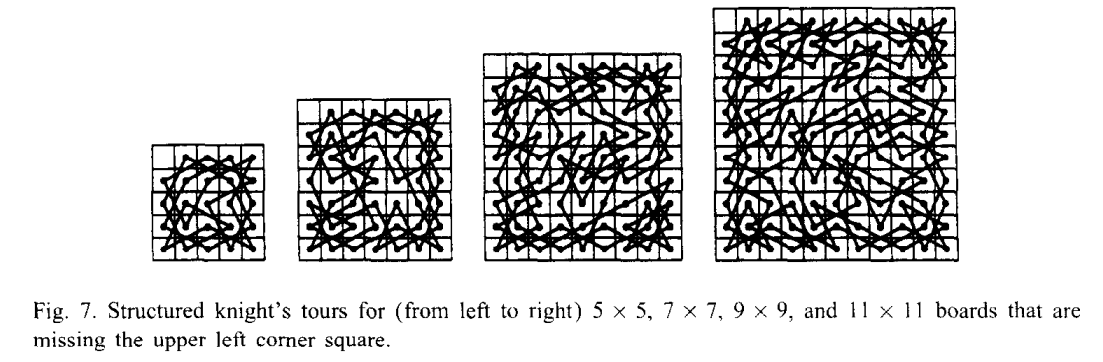 Fig. 7. Structured knight's tours for (from left to right) 5 × 5, 7 × 7, 9 × 9, and 11 × 11 boards that are
missing the upper left corner square.